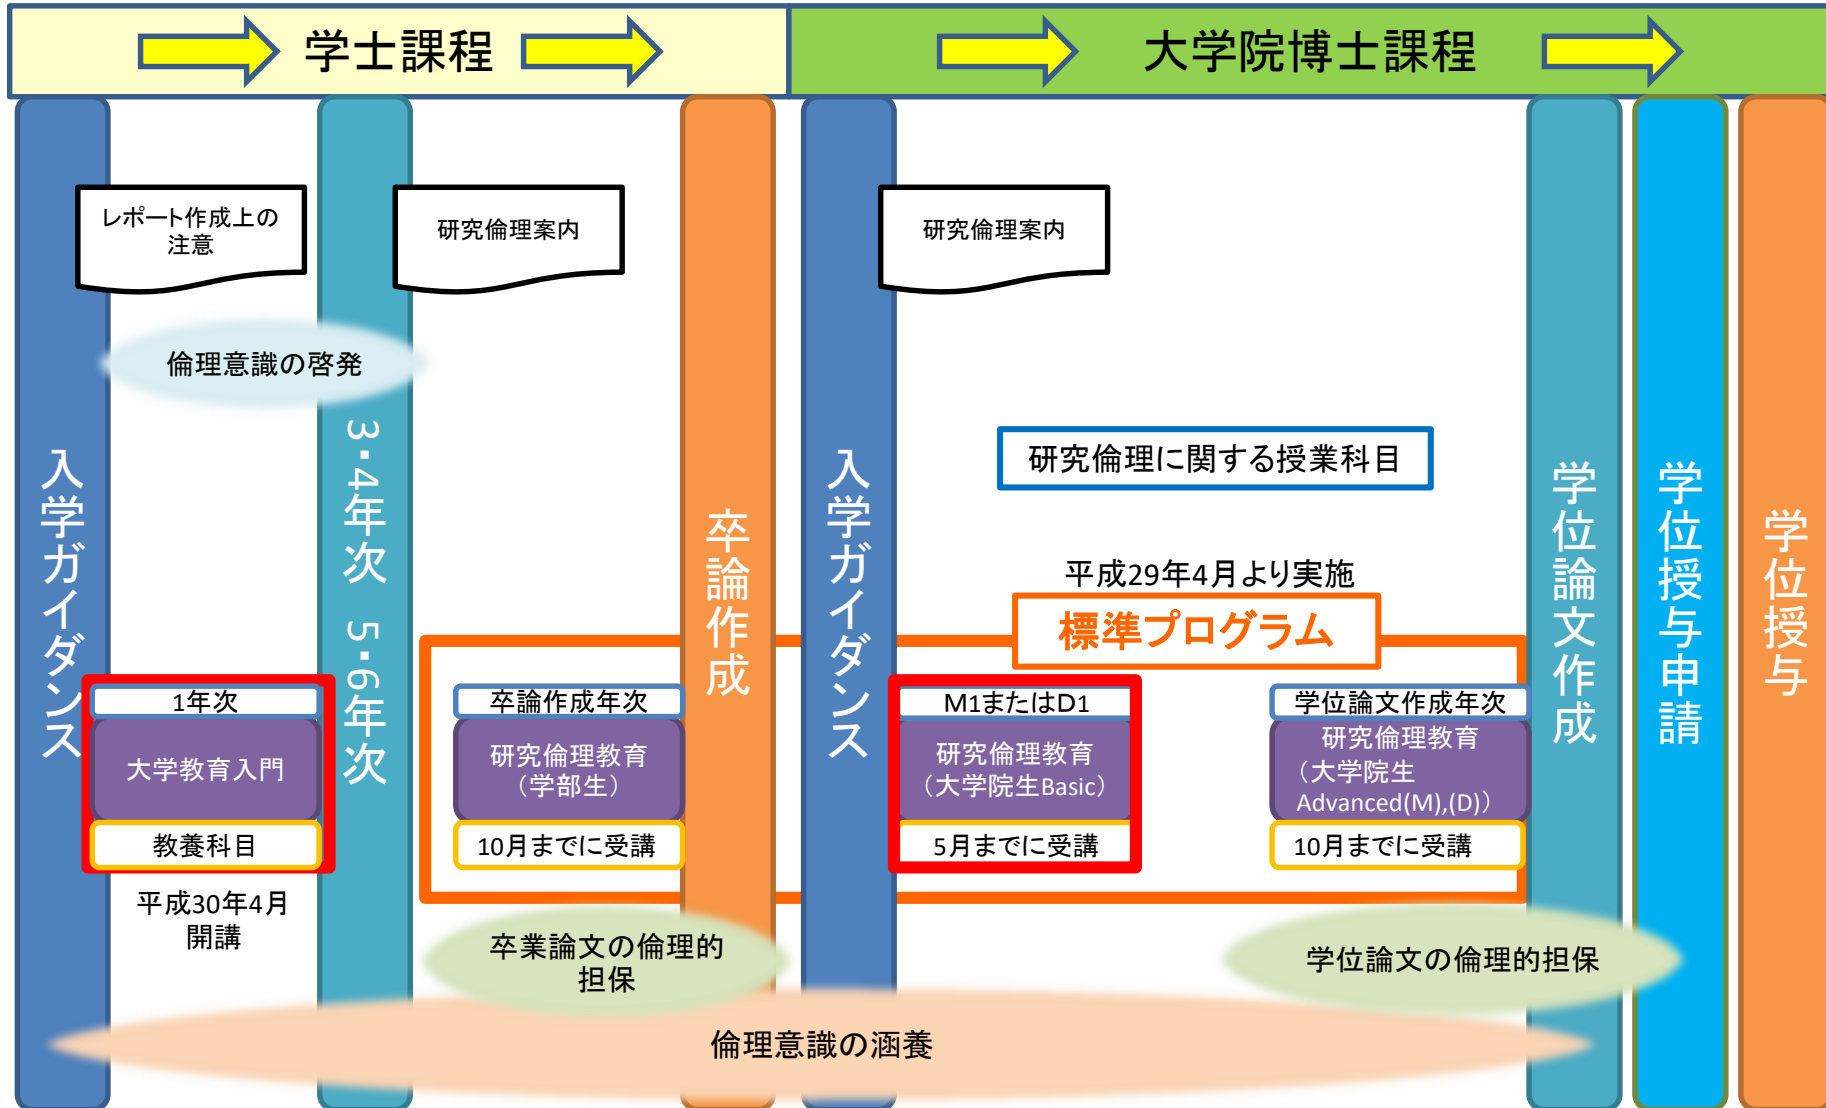 学士課程
大学院博士課程
入学ガイダンス
3・4年次 5・6年次
卒論作成
入学ガイダンス
学位論文作成
学位授与申請
学位授与
レポート作成上の
注意
研究倫理案内
研究倫理案内
倫理意識の啓発
研究倫理に関する授業科目
平成29年4月より実施
標準プログラム
1年次
大学教育入門
教養科目
平成30年4月
開講
卒論作成年次
研究倫理教育
（学部生）
10月までに受講
M1またはD1
研究倫理教育
（大学院生Basic）
5月までに受講
学位論文作成年次
研究倫理教育
（大学院生
Advanced(M),(D)）
10月までに受講
卒業論文の倫理的
担保
学位論文の倫理的担保
倫理意識の涵養